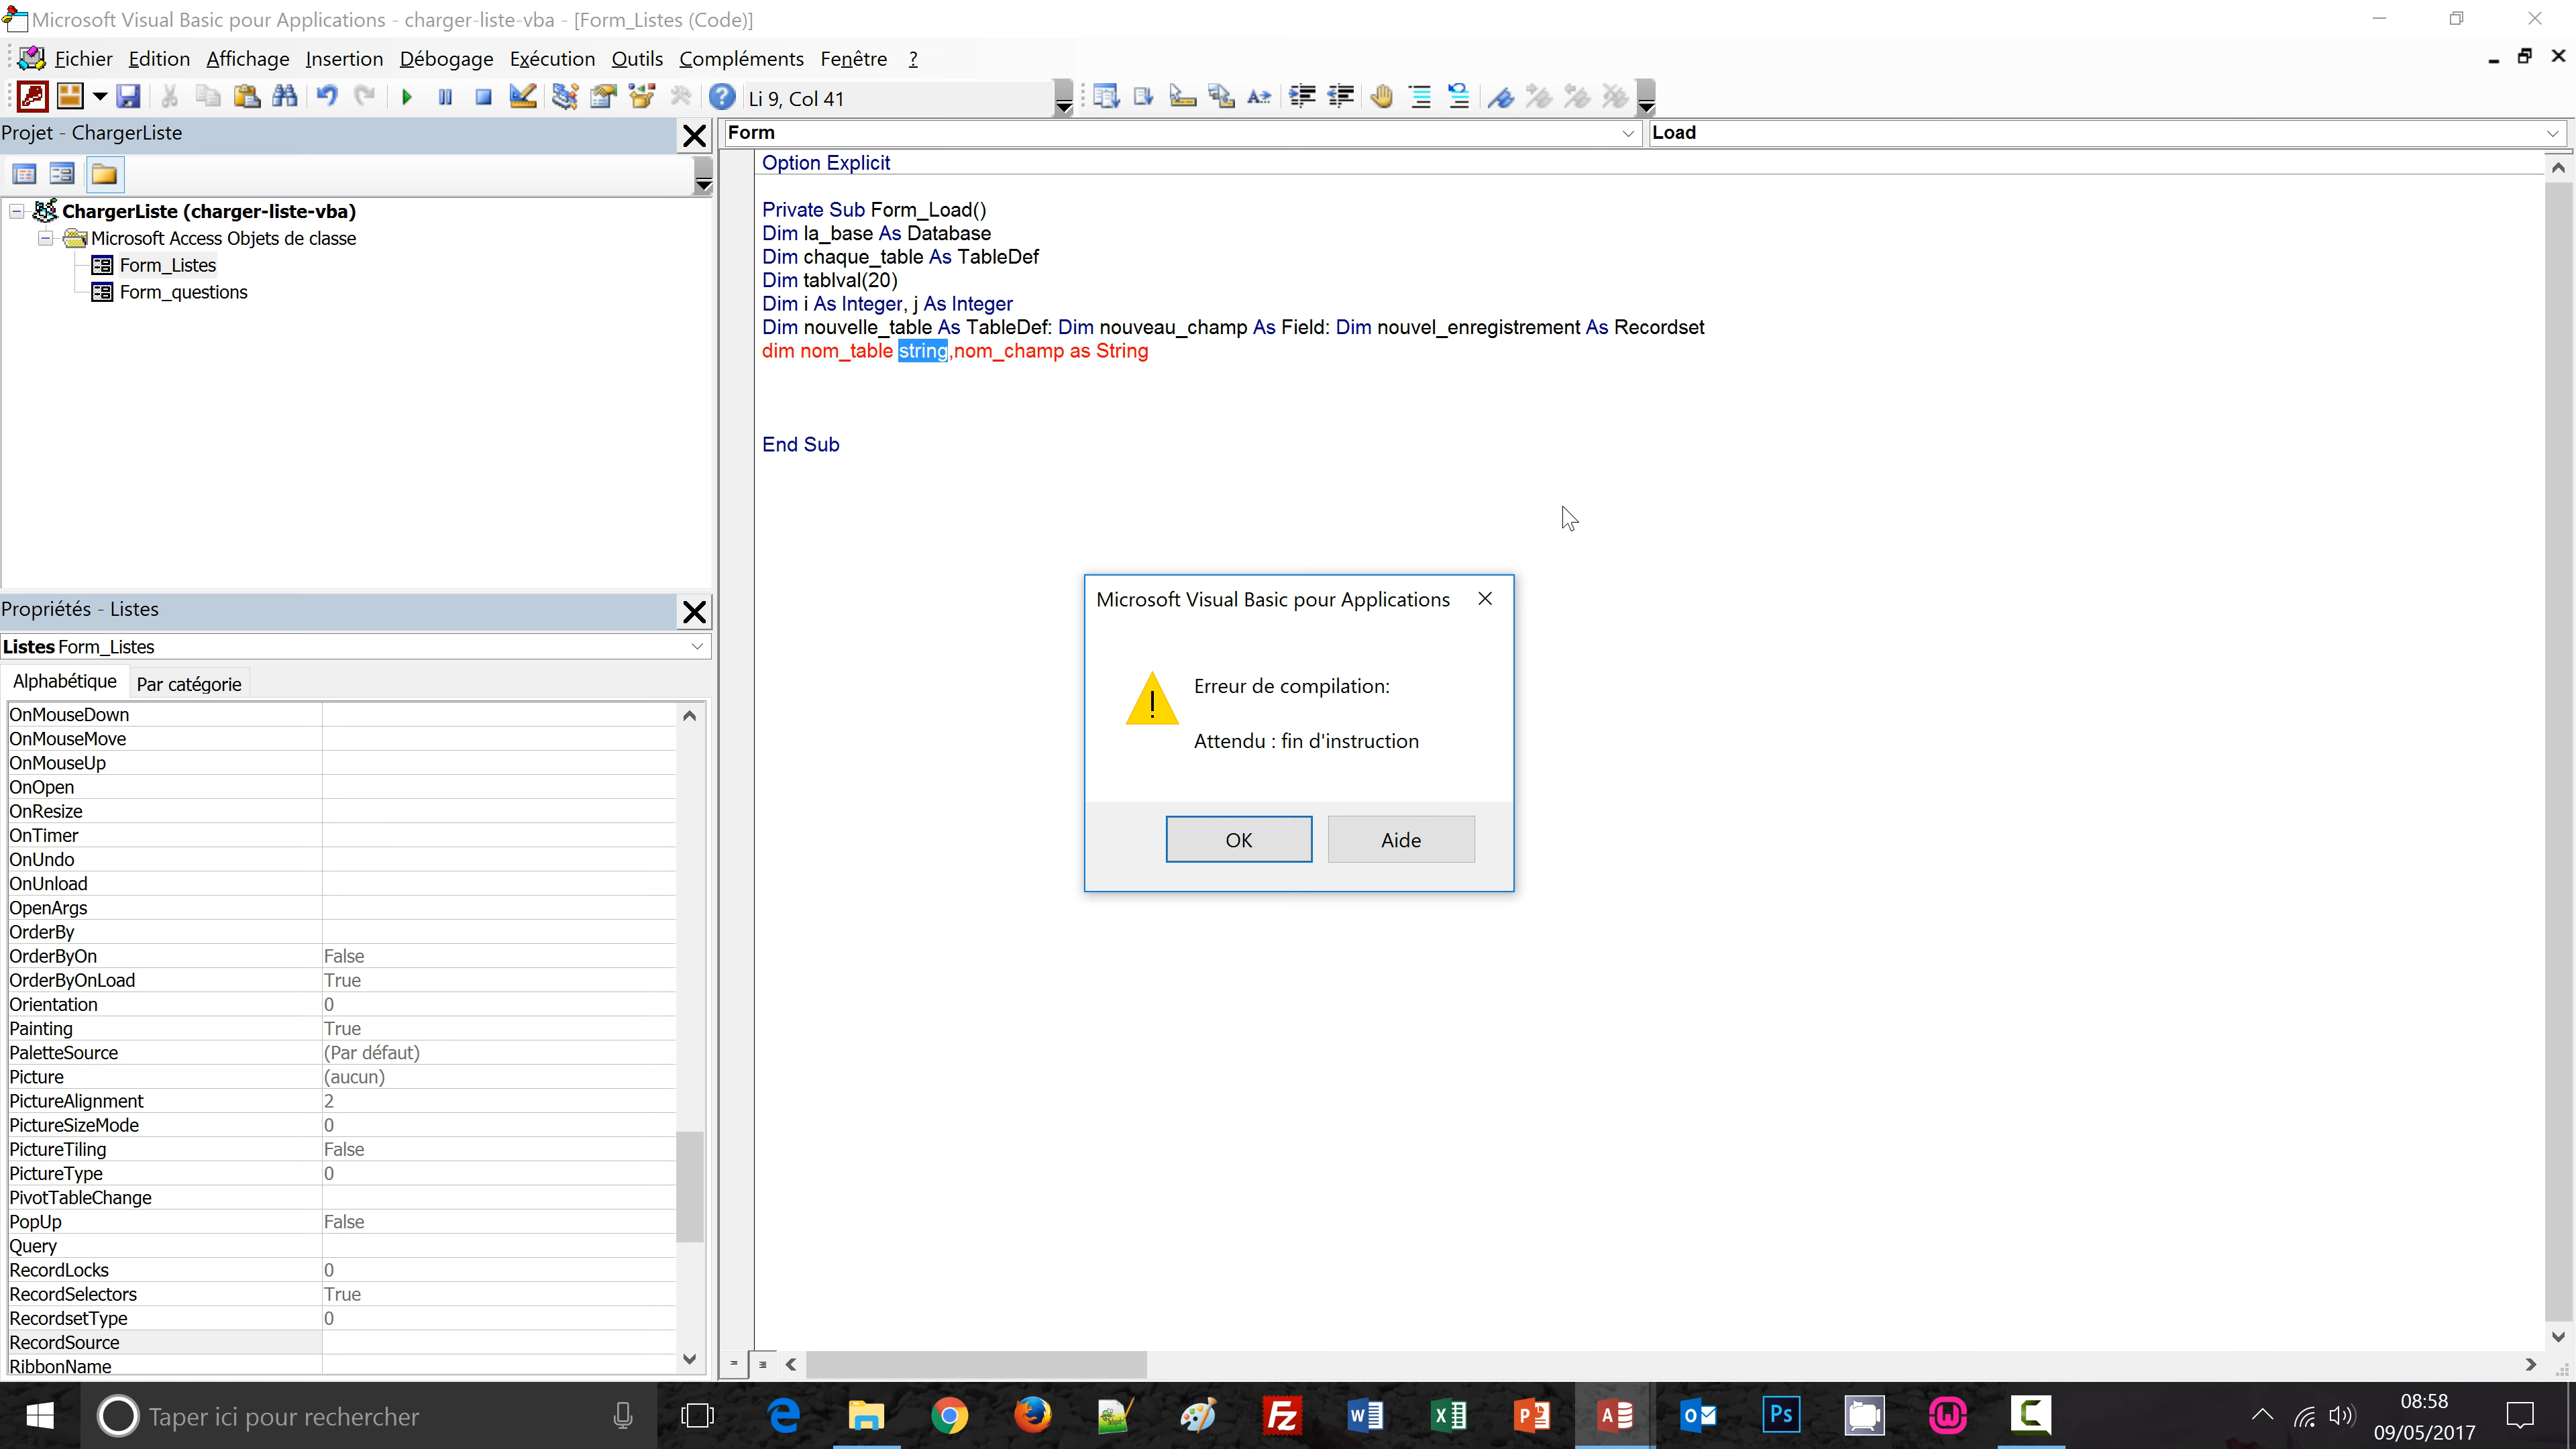 Microsoft Visual Basic pour Applications - charger-liste-vba - [Form_Listes (Code)]
Fichier Edition Affichage Insertion Débogage Exécution Outils Compléments Fenêtre ?
Li 9, Col 41
Projet - ChargerListe
Form
Load
ChargerListe (charger-liste-vba)
Microsoft Access Objets de classe
Form_Listes
Form_questions
Option Explicit
Private Sub Form_Load()
Dim la_base As Database
Dim chaque_table As TableDef
Dim tablval(20)
Dim i As Integer, j As Integer
Dim nouvelle_table As TableDef: Dim nouveau_champ As Field: Dim nouvel_enregistrement As Recordset
dim nom_table string,nom_champ as String
End Sub
Microsoft Visual Basic pour Applications
Erreur de compilation:
Attendu : fin d'instruction
OK
Aide
Propriétés - Listes
Listes Form_Listes
Alphabétique Par catégorie
OnMouseDown
OnMouseMove
OnMouseUp
OnOpen
OnResize
OnTimer
OnUndo
OnUnload
OpenArgs
OrderBy
OrderByOn False
OrderByOnLoad True
Orientation 0
Painting True
PaletteSource (Par défaut)
Picture (aucun)
PictureAlignment 2
PictureSizeMode 0
PictureTiling False
PictureType 0
PivotTableChange
PopUp False
Query
RecordLocks 0
RecordSelectors True
RecordsetType 0
RecordSource
RibbonName
Taper ici pour rechercher
08:58
09/05/2017